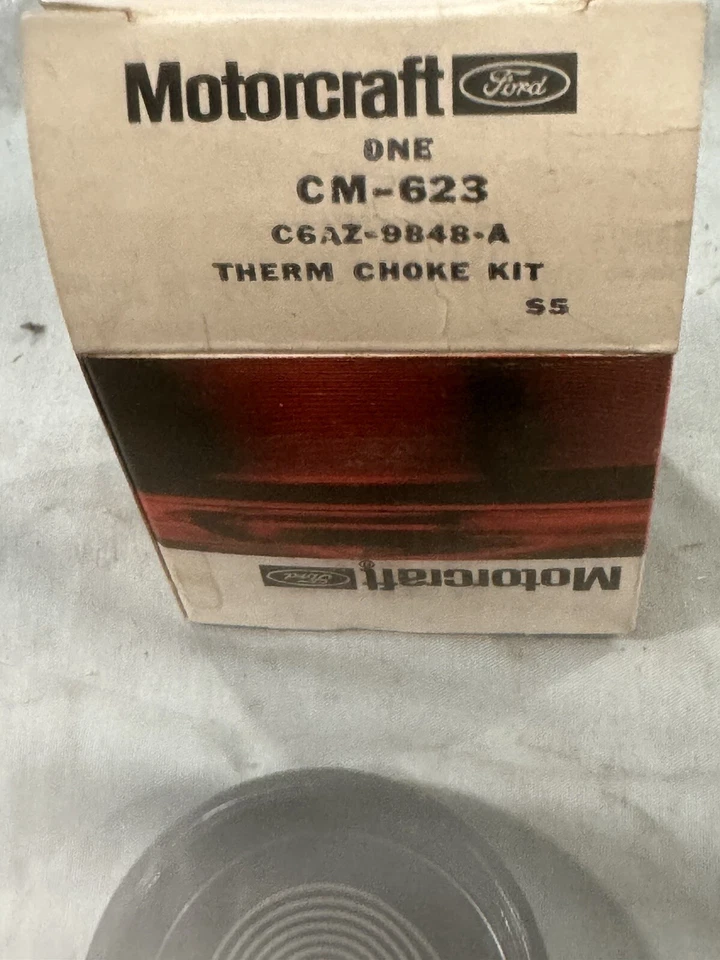 Motorcraft Ford
ONE
CM-623
C6AZ-9848-A
THERM CHOKE KIT
S5
Motorcraft® Ford